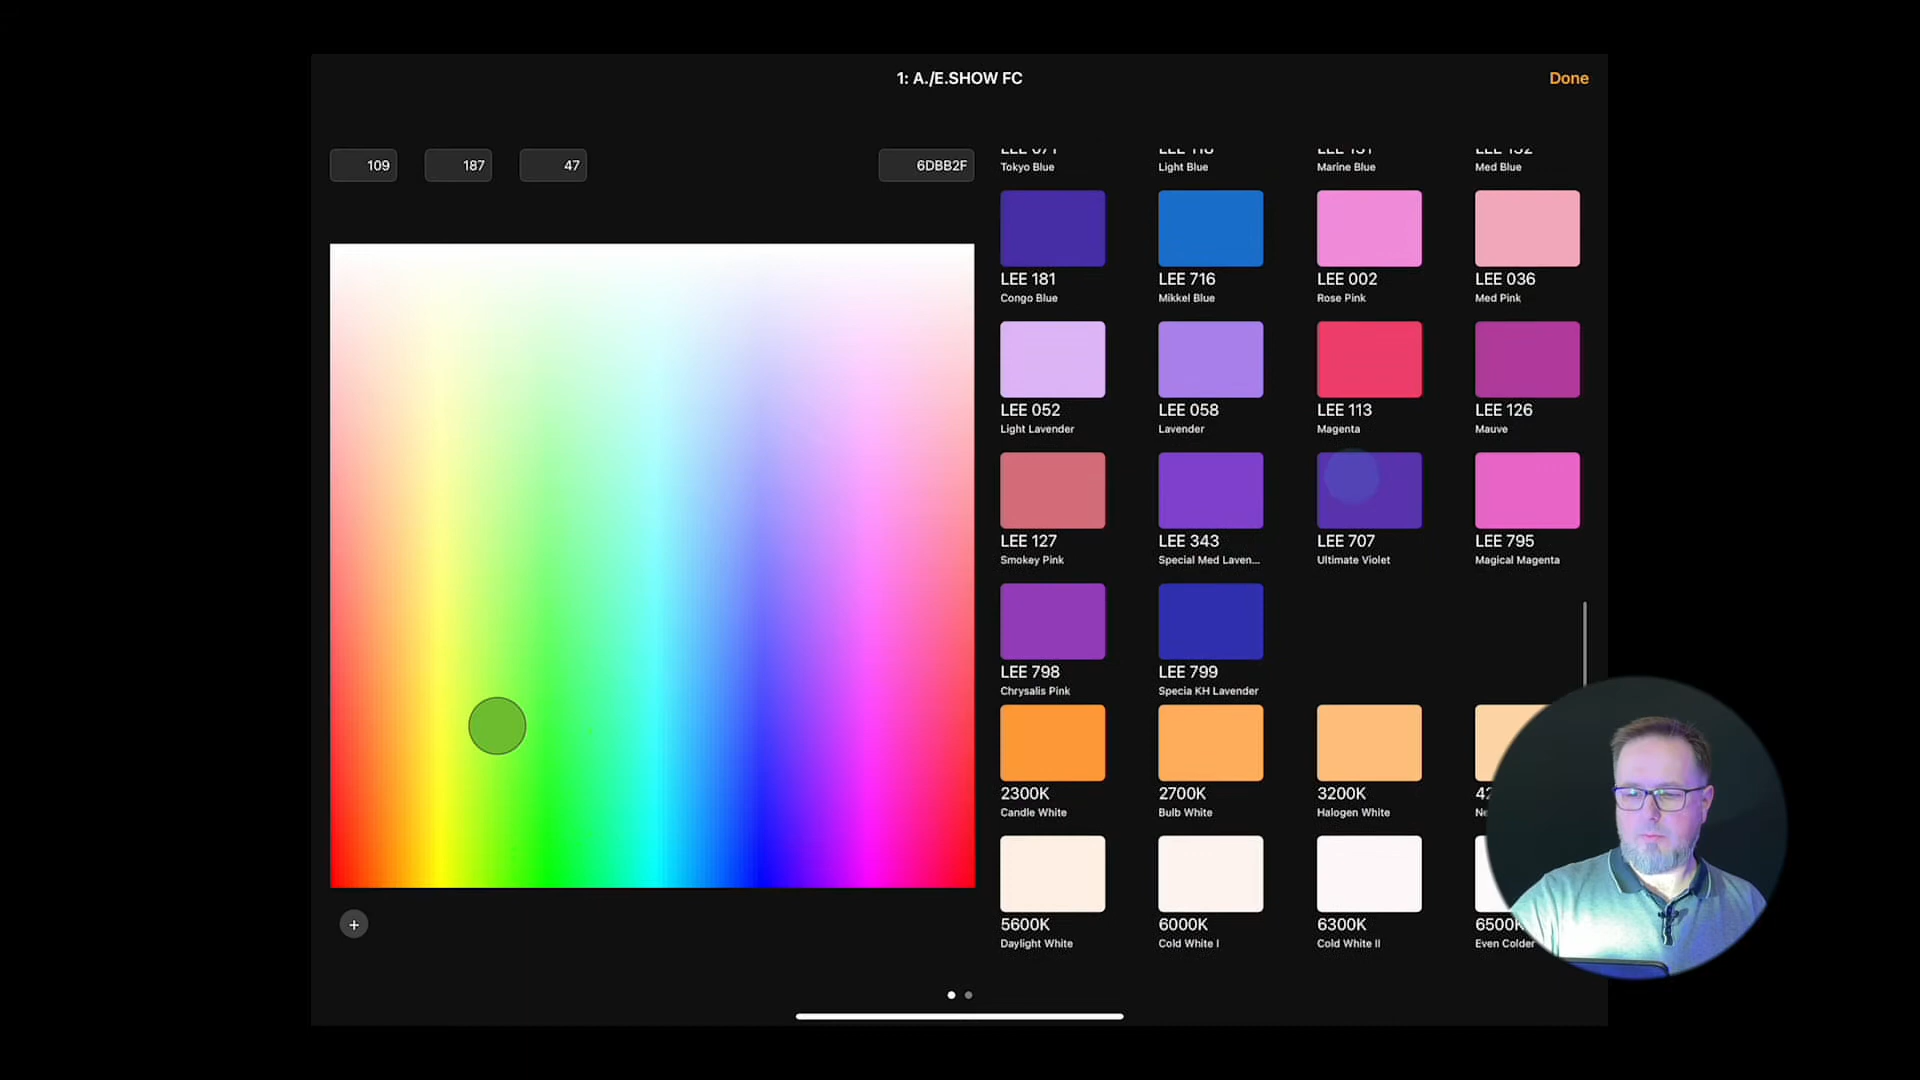 1: A./E.SHOW FC
Done
109
187
47
6DBB2F
Tokyo Blue
Light Blue
Marine Blue
Med Blue
LEE 181
LEE 716
LEE 002
LEE 036
Congo Blue
Mikkel Blue
Rose Pink
Med Pink
LEE 052
LEE 058
LEE 113
LEE 126
Light Lavender
Lavender
Magenta
Mauve
LEE 127
LEE 343
LEE 707
LEE 795
Smokey Pink
Special Med Laven...
Ultimate Violet
Magical Magenta
LEE 798
LEE 799
Chrysalis Pink
Specia KH Lavender
2300K
2700K
3200K
Candle White
Bulb White
Halogen White
5600K
6000K
6300K
6500K
Daylight White
Cold White I
Cold White II
Even Colder